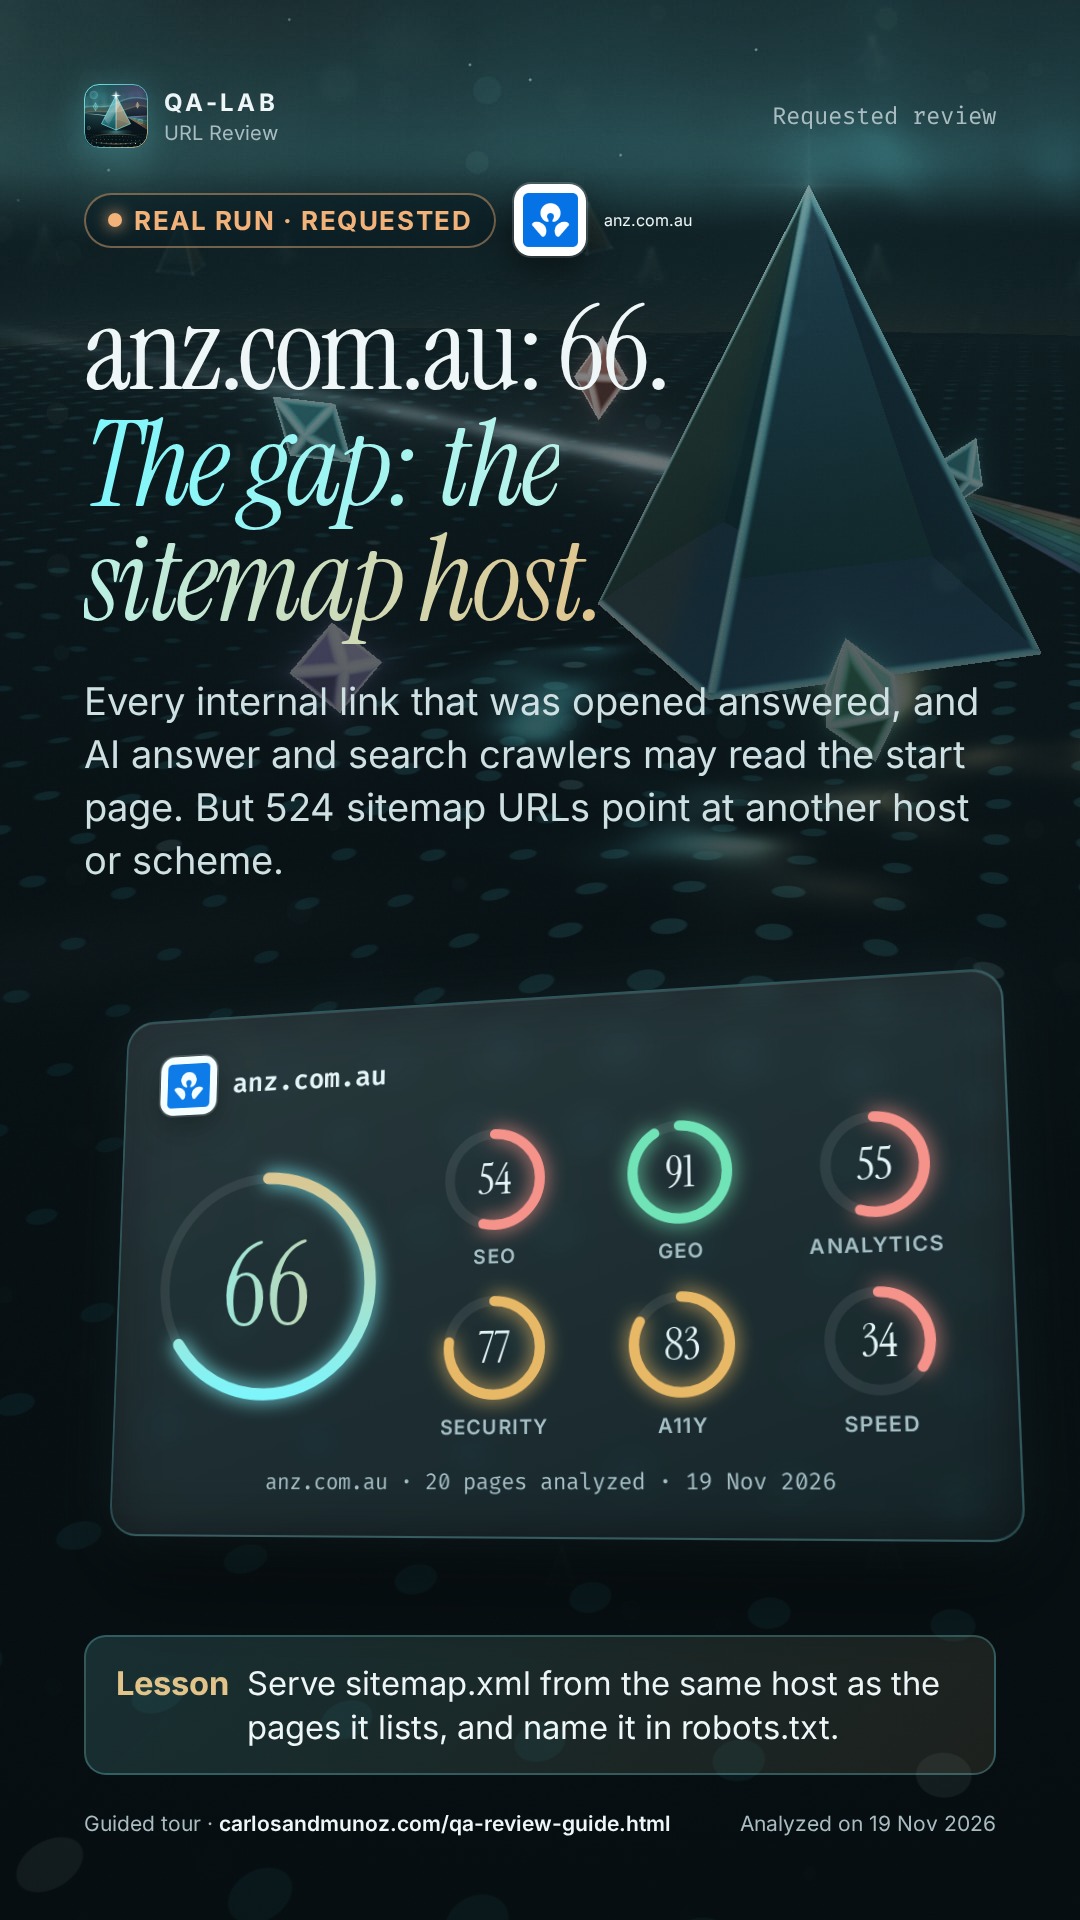 QA-LAB
URL Review
Requested review
REAL RUN · REQUESTED
anz.com.au
anz.com.au: 66.
The gap: the
sitemap host.
Every internal link that was opened answered, and
AI answer and search crawlers may read the start
page. But 524 sitemap URLs point at another host
or scheme.
anz.com.au
66
54
SEO
91
GEO
55
ANALYTICS
77
SECURITY
83
A11Y
34
SPEED
anz.com.au · 20 pages analyzed · 19 Nov 2026
Lesson Serve sitemap.xml from the same host as the
pages it lists, and name it in robots.txt.
Guided tour · carlosandmunoz.com/qa-review-guide.html
Analyzed on 19 Nov 2026